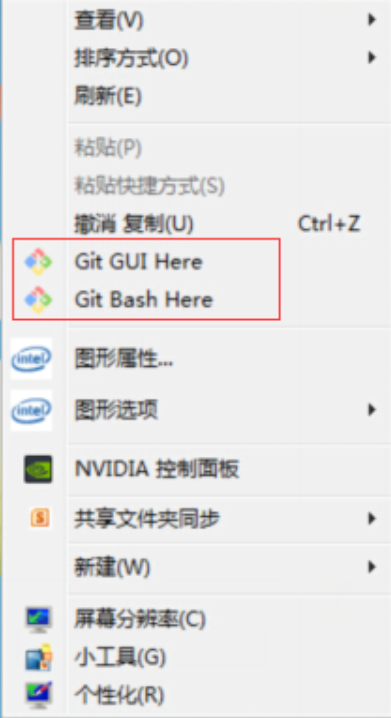 查看(V)
排序方式(O)
刷新(E)
粘贴(P)
粘贴快捷方式(S)
撤消 复制(U) Ctrl+Z
Git GUI Here
Git Bash Here
intel 图形属性...
intel 图形选项
NVIDIA 控制面板
S 共享文件夹同步
新建(W)
屏幕分辨率(C)
小工具(G)
个性化(R)